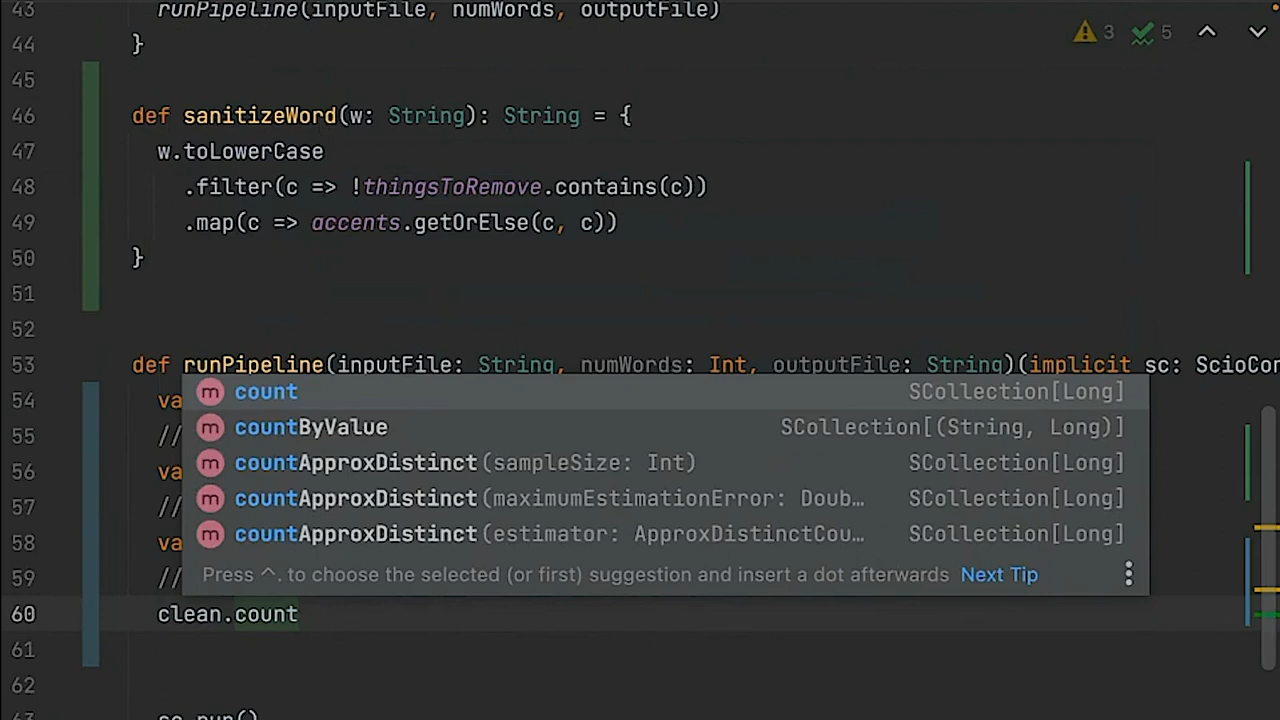 43 runPipeline(inputFile, numWords, outputFile)
44 }
3 5
45
46 def sanitizeWord(w: String): String = {
47 w.toLowerCase
48 .filter(c => !thingsToRemove.contains(c))
49 .map(c => accents.getOrElse(c, c))
50 }
51
52
53 def runPipeline(inputFile: String, numWords: Int, outputFile: String)(implicit sc: ScioCon
54 va
m count SCollection[Long]
55 //
m countByValue SCollection[(String, Long)]
56 va
m countApproxDistinct(sampleSize: Int) SCollection[Long]
57 //
m countApproxDistinct(maximumEstimationError: Doub… SCollection[Long]
58 va
m countApproxDistinct(estimator: ApproxDistinctCou… SCollection[Long]
59 //
Press ^. to choose the selected (or first) suggestion and insert a dot afterwards Next Tip
60 clean.count
61
62
63 sc.run()